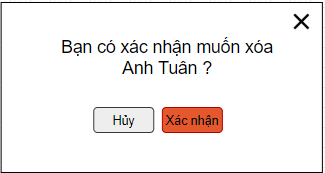 Bạn có xác nhận muốn xóa
Anh Tuân ?
Hủy
Xác nhận